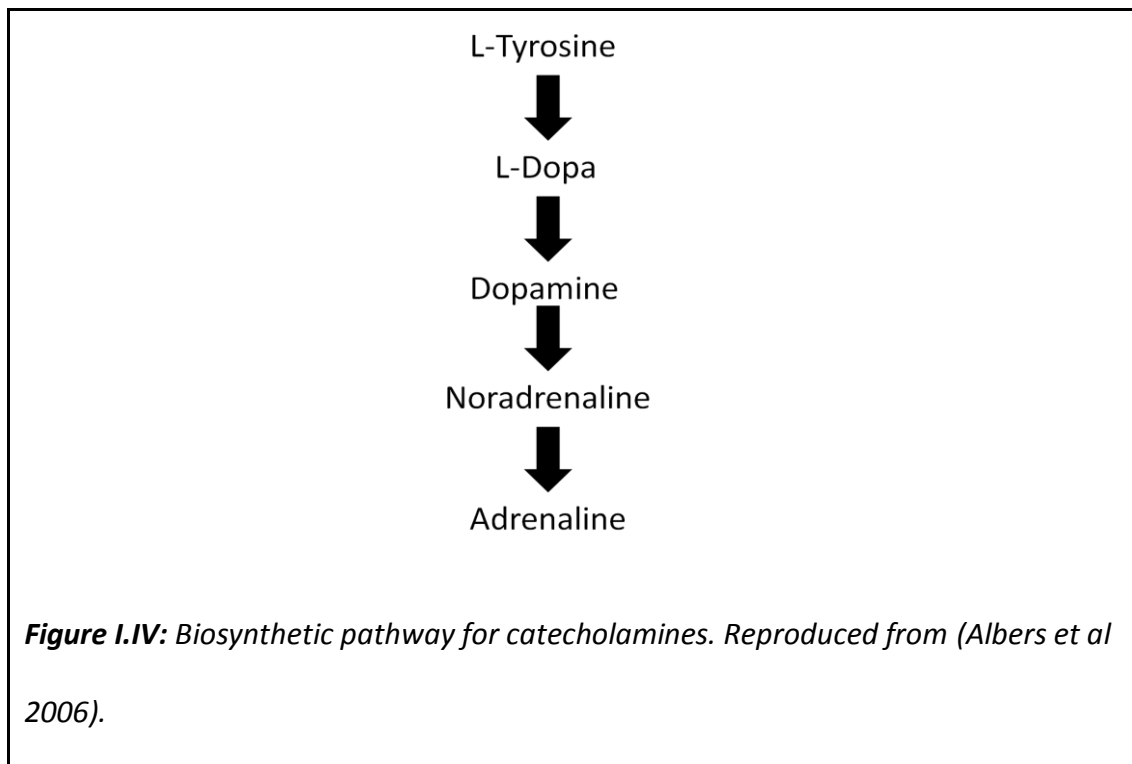 L-Tyrosine
L-Dopa
Dopamine
Noradrenaline
Adrenaline
Figure I.IV: Biosynthetic pathway for catecholamines. Reproduced from (Albers et al
2006).